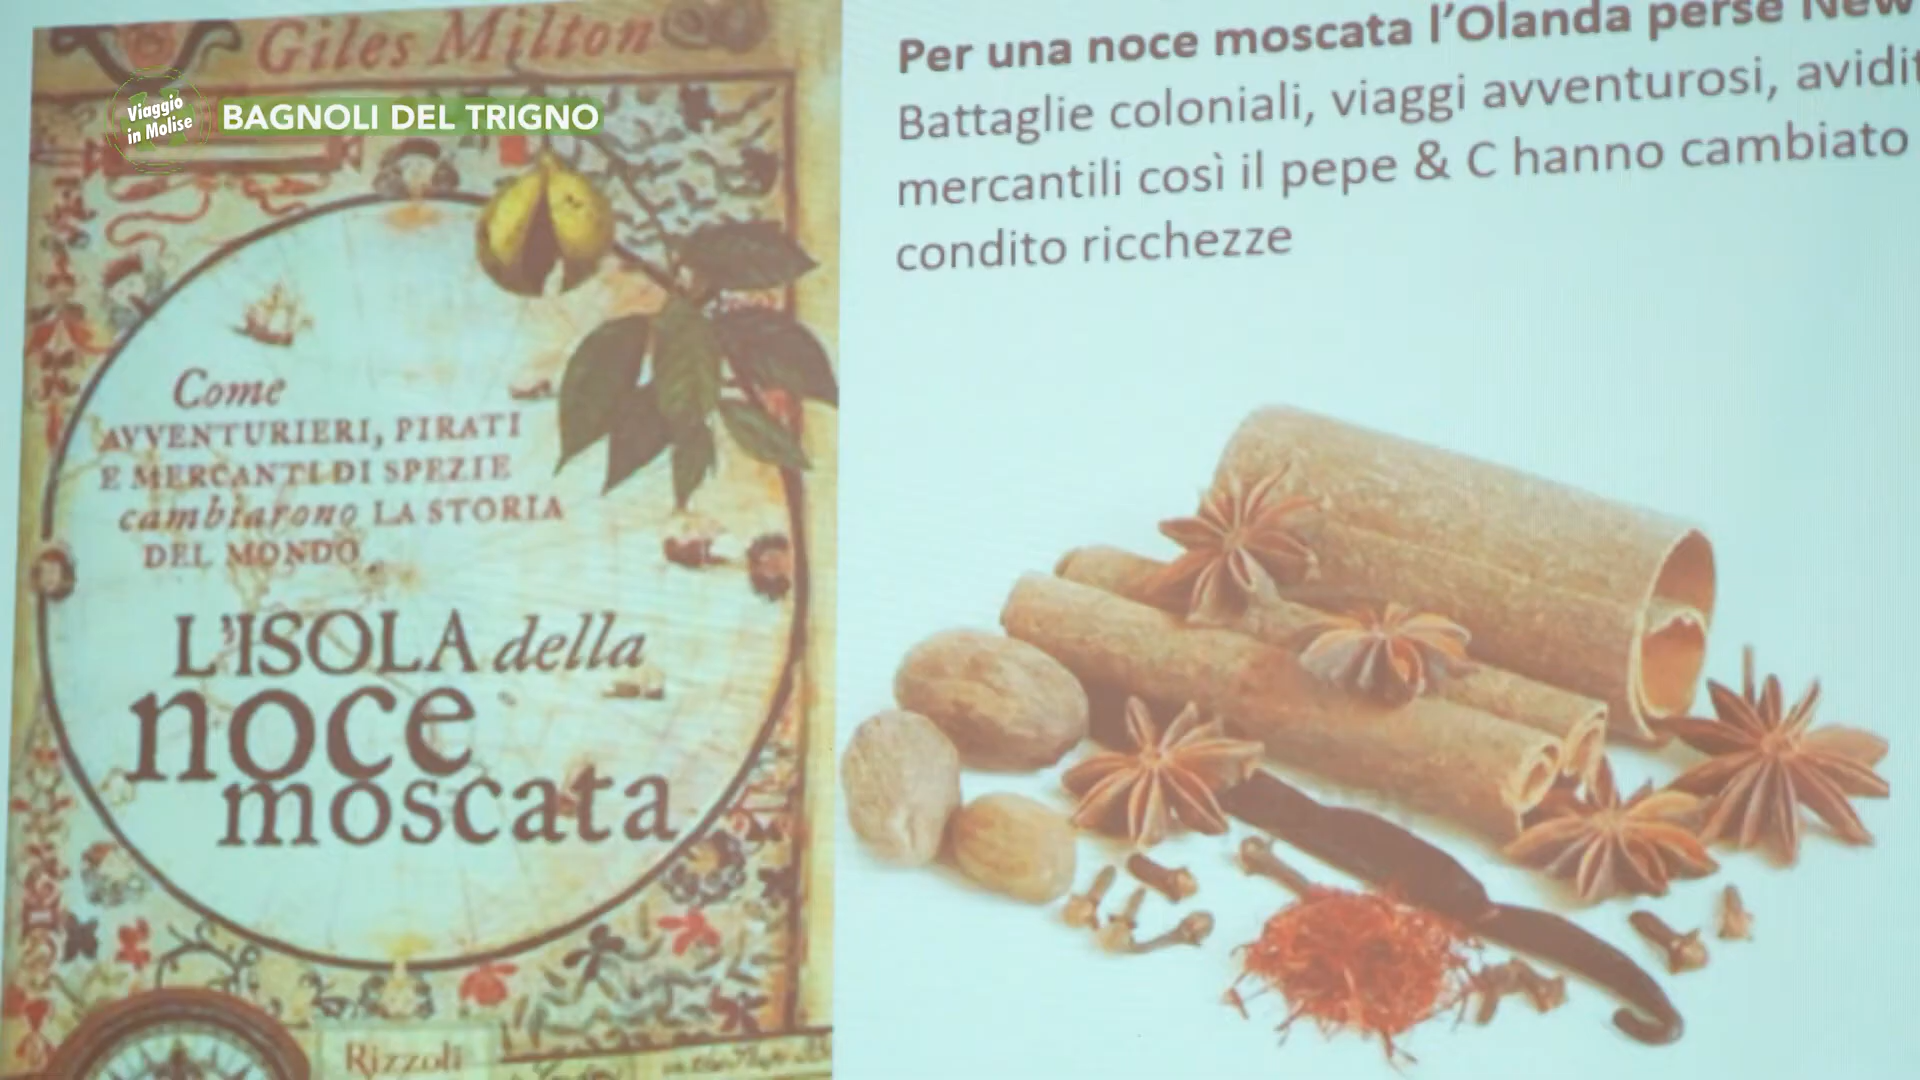 Giles Milton
Viaggio
in Molise
BAGNOLI DEL TRIGNO
Come
AVVENTURIERI, PIRATI
E MERCANTI DI SPEZIE
cambiarono LA STORIA
DEL MONDO
L'ISOLA della
noce
moscata
Rizzoli
Per una noce moscata l'Olanda perse New
Battaglie coloniali, viaggi avventurosi, avidit
mercantili così il pepe & C hanno cambiato
condito ricchezze